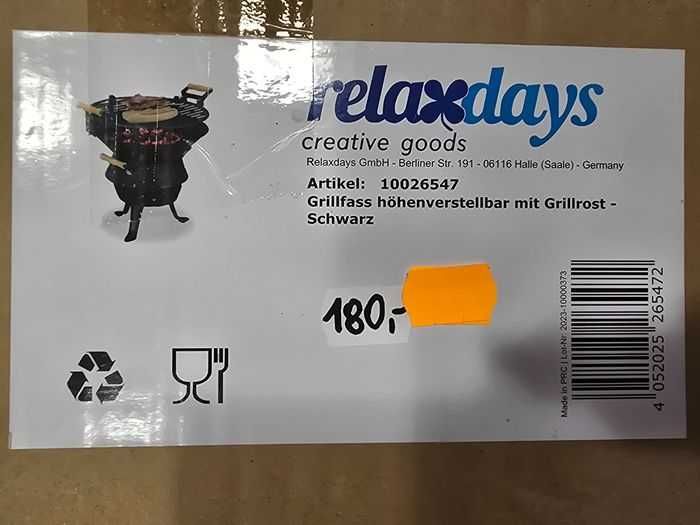 relaxdays
creative goods
Relaxdays GmbH - Berliner Str. 191 - 06116 Halle (Saale) - Germany
Artikel: 10026547
Grillfass höhenverstellbar mit Grillrost -
Schwarz
180,-
Made in PRC | Lot-Nr: 2023-10000373
4 052025 265472